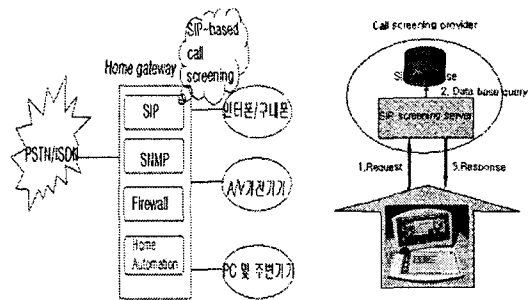 SIP-based
call
screening
Home gateway
SIP
SNMP
Firewall
Home
Automation
PSTN/ISDN
인터폰/구내폰
A/V가전기기
PC 및 주변기기
Call screening provider
2. Data base query
SIP screening server
1.Request
5.Response